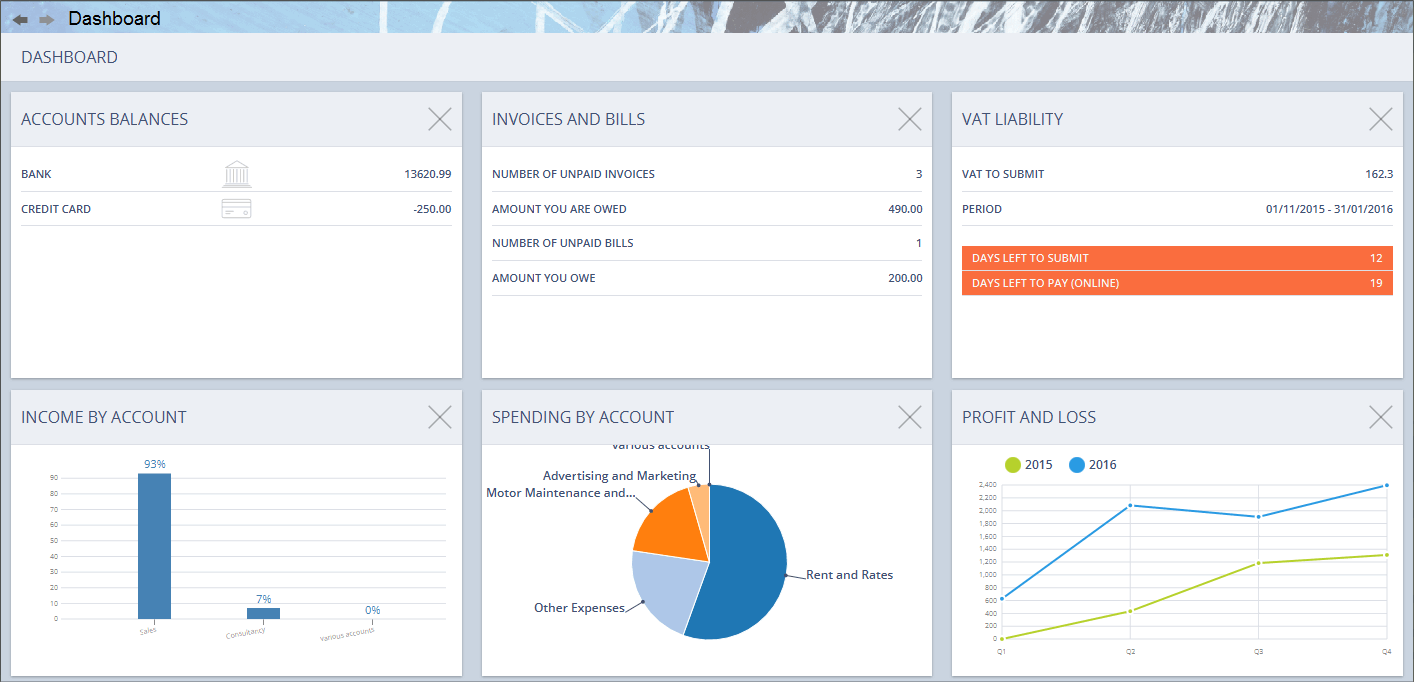 Dashboard
DASHBOARD
ACCOUNTS BALANCES
BANK 13620.99
CREDIT CARD -250.00
INVOICES AND BILLS
NUMBER OF UNPAID INVOICES 3
AMOUNT YOU ARE OWED 490.00
NUMBER OF UNPAID BILLS 1
AMOUNT YOU OWE 200.00
VAT LIABILITY
VAT TO SUBMIT 162.3
PERIOD 01/11/2015 - 31/01/2016
DAYS LEFT TO SUBMIT 12
DAYS LEFT TO PAY (ONLINE) 19
INCOME BY ACCOUNT
93%
90
80
70
60
50
40
30
20
10
0
7%
0%
Sales
Consultancy
Various accounts
SPENDING BY ACCOUNT
Various accounts
Advertising and Marketing
Motor Maintenance and...
Rent and Rates
Other Expenses
PROFIT AND LOSS
2015 2016
2,400
2,200
2,000
1,800
1,600
1,400
1,200
1,000
800
600
400
200
0
Q1 Q2 Q3 Q4